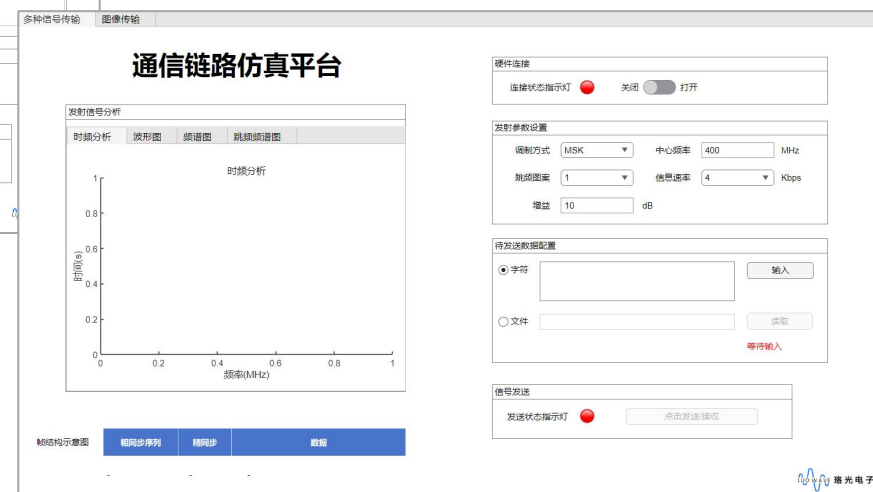 多种信号传输 图像传输
通信链路仿真平台
发射信号分析
时频分析 波形图 频谱图 跳频频谱图
时频分析
时间(s)
1
0.8
0.6
0.4
0.2
0
0 0.2 0.4 0.6 0.8 1
频率(MHz)
帧结构示意图 粗同步序列 精同步 数据
- - -
硬件连接
连接状态指示灯 关闭 打开
发射参数设置
调制方式 MSK 中心频率 400 MHz
跳频图案 1 信息速率 4 Kbps
增益 10 dB
待发送数据配置
字符 输入
文件 读取
等待输入
信号发送
发送状态指示灯 点击发送/接收
LUOWAVE 珞光电子